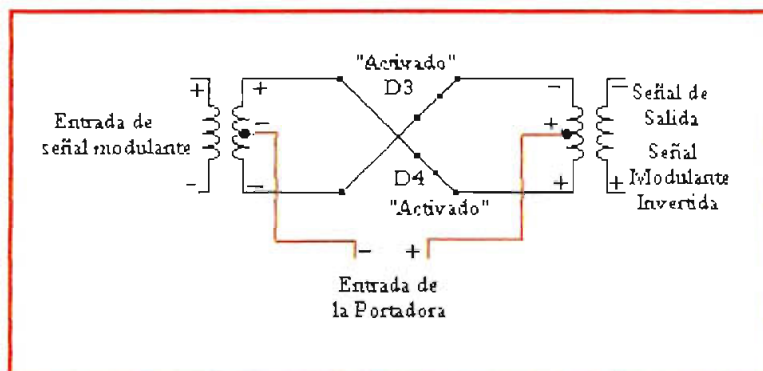 "Activado"
D3
+
+
−
−
Señal de
Salida
Entrada de
señal modulante
−
+
Señal
Modulante
Invertida
−
−
D4
+
+
"Activado"
−
+
Entrada de
la Portadora